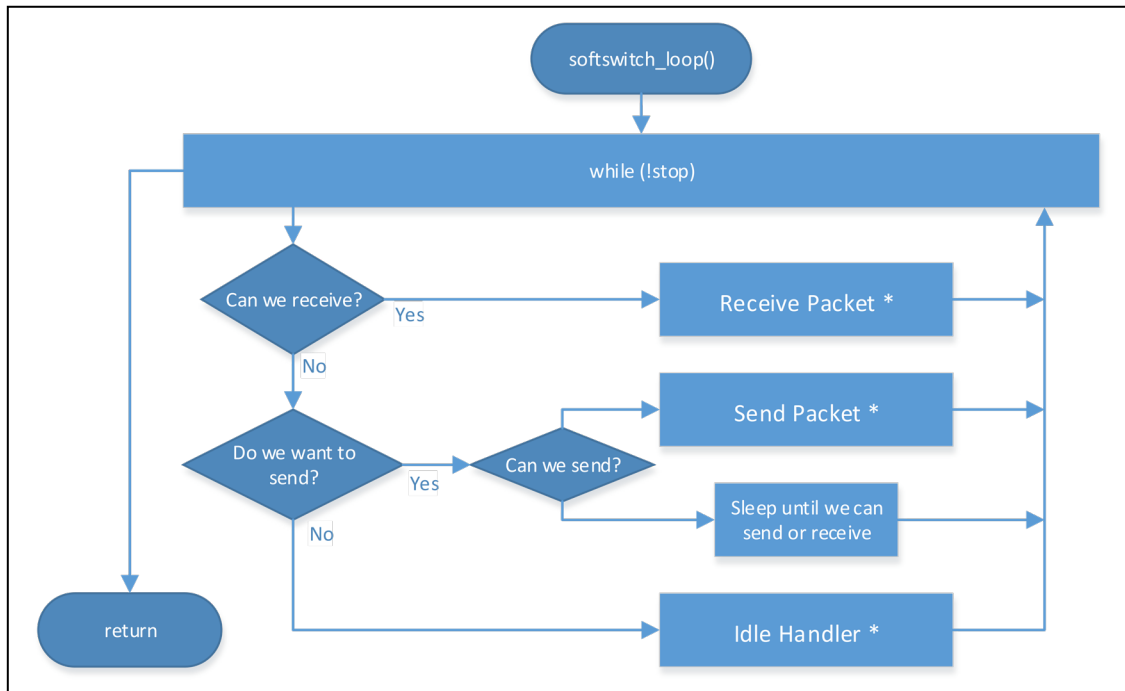 softswitch_loop()
while (!stop)
Can we receive?
Yes
Receive Packet *
No
Send Packet *
Do we want to
send?
Yes
Can we send?
Sleep until we can
send or receive
No
Idle Handler *
return